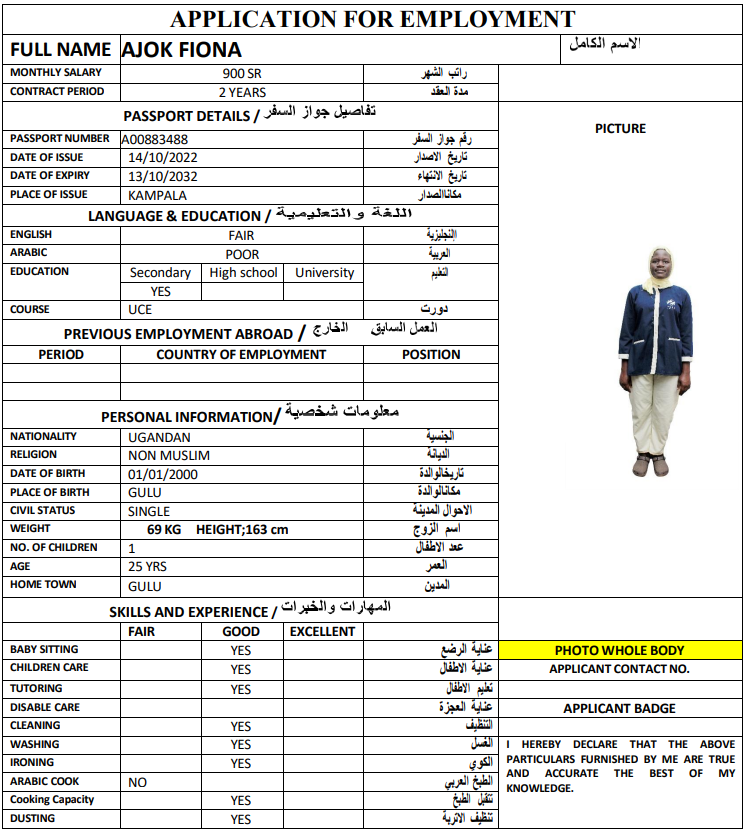 APPLICATION FOR EMPLOYMENT
FULL NAME AJOK FIONA الاسم الكامل
MONTHLY SALARY 900 SR راتب الشهر
CONTRACT PERIOD 2 YEARS مدة العقد
PASSPORT DETAILS / تفاصيل جواز السفر
PICTURE
PASSPORT NUMBER A00883488 رقم جواز السفر
DATE OF ISSUE 14/10/2022 تاريخ الاصدار
DATE OF EXPIRY 13/10/2032 تاريخ الانتهاء
PLACE OF ISSUE KAMPALA مكاناالصدار
LANGUAGE & EDUCATION / اللغة والتعليمية
ENGLISH FAIR اإلنجليزية
ARABIC POOR العربية
EDUCATION Secondary High school University التعليم
YES
COURSE UCE دورت
PREVIOUS EMPLOYMENT ABROAD / العمل السابق الخارج
PERIOD COUNTRY OF EMPLOYMENT POSITION
PERSONAL INFORMATION/ معلومات شخصية
NATIONALITY UGANDAN الجنسية
RELIGION NON MUSLIM الديانة
DATE OF BIRTH 01/01/2000 تاريخالوالدة
PLACE OF BIRTH GULU مكانالوالدة
CIVIL STATUS SINGLE الاحوال المدينة
WEIGHT 69 KG HEIGHT;163 cm اسم الزوج
NO. OF CHILDREN 1 عدد الاطفال
AGE 25 YRS العمر
HOME TOWN GULU المدين
SKILLS AND EXPERIENCE / المهارات والخبرات
FAIR GOOD EXCELLENT
BABY SITTING YES عناية الرضع
PHOTO WHOLE BODY
CHILDREN CARE YES عناية الاطفال
APPLICANT CONTACT NO.
TUTORING YES تعليم الاطفال
DISABLE CARE عناية العجزة
APPLICANT BADGE
CLEANING YES التنظيف
WASHING YES الغسل
IRONING YES الكوي
ARABIC COOK NO الطبخ العربي
Cooking Capacity YES تتقبل الطبخ
DUSTING YES تنظيف الاتربة
I HEREBY DECLARE THAT THE ABOVE
PARTICULARS FURNISHED BY ME ARE TRUE
AND ACCURATE THE BEST OF MY
KNOWLEDGE.